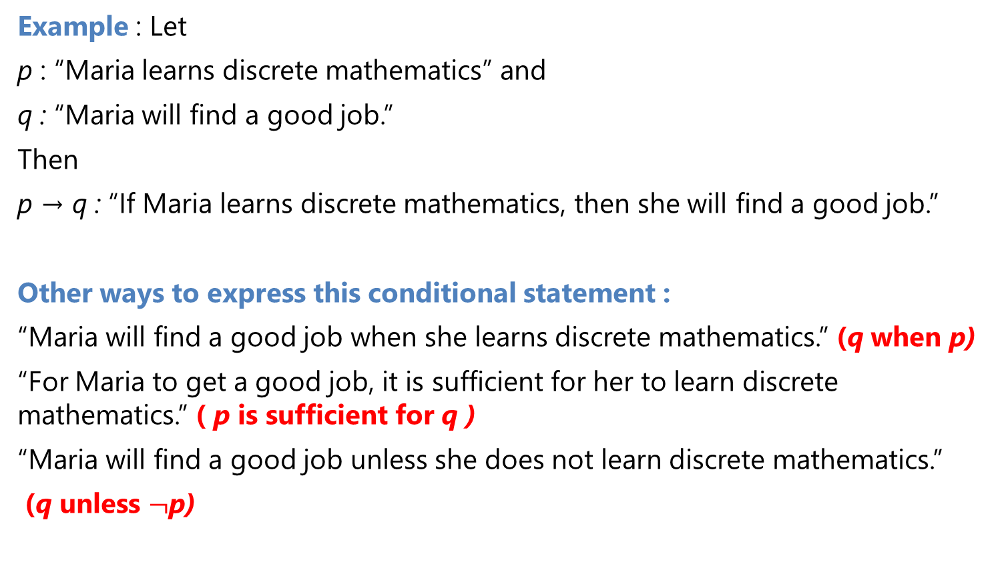 Example : Let
p : “Maria learns discrete mathematics” and
q : “Maria will find a good job.”
Then
p → q : “If Maria learns discrete mathematics, then she will find a good job.”
Other ways to express this conditional statement :
“Maria will find a good job when she learns discrete mathematics.” (q when p)
“For Maria to get a good job, it is sufficient for her to learn discrete
mathematics.” ( p is sufficient for q )
“Maria will find a good job unless she does not learn discrete mathematics.”
(q unless ¬p)